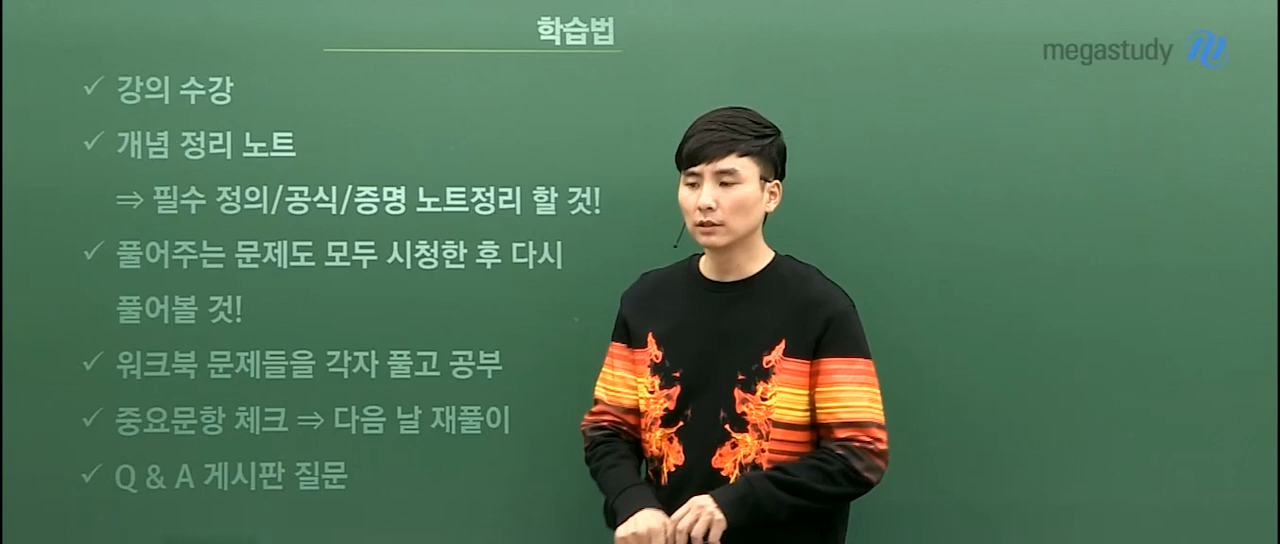 학습법
megastudy
✓ 강의 수강
✓ 개념 정리 노트
⇒ 필수 정의/공식/증명 노트정리 할 것!
✓ 풀어주는 문제도 모두 시청한 후 다시
풀어볼 것!
✓ 워크북 문제들을 각자 풀고 공부
✓ 중요문항 체크 ⇒ 다음 날 재풀이
✓ Q & A 게시판 질문